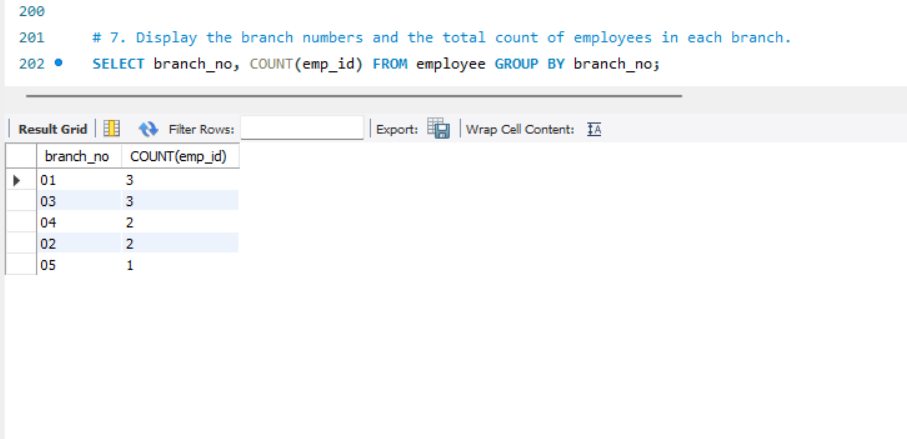 200
201 # 7. Display the branch numbers and the total count of employees in each branch.
202 SELECT branch_no, COUNT(emp_id) FROM employee GROUP BY branch_no;
Result Grid Filter Rows: Export: Wrap Cell Content: IA
branch_no COUNT(emp_id)
01 3
03 3
04 2
02 2
05 1